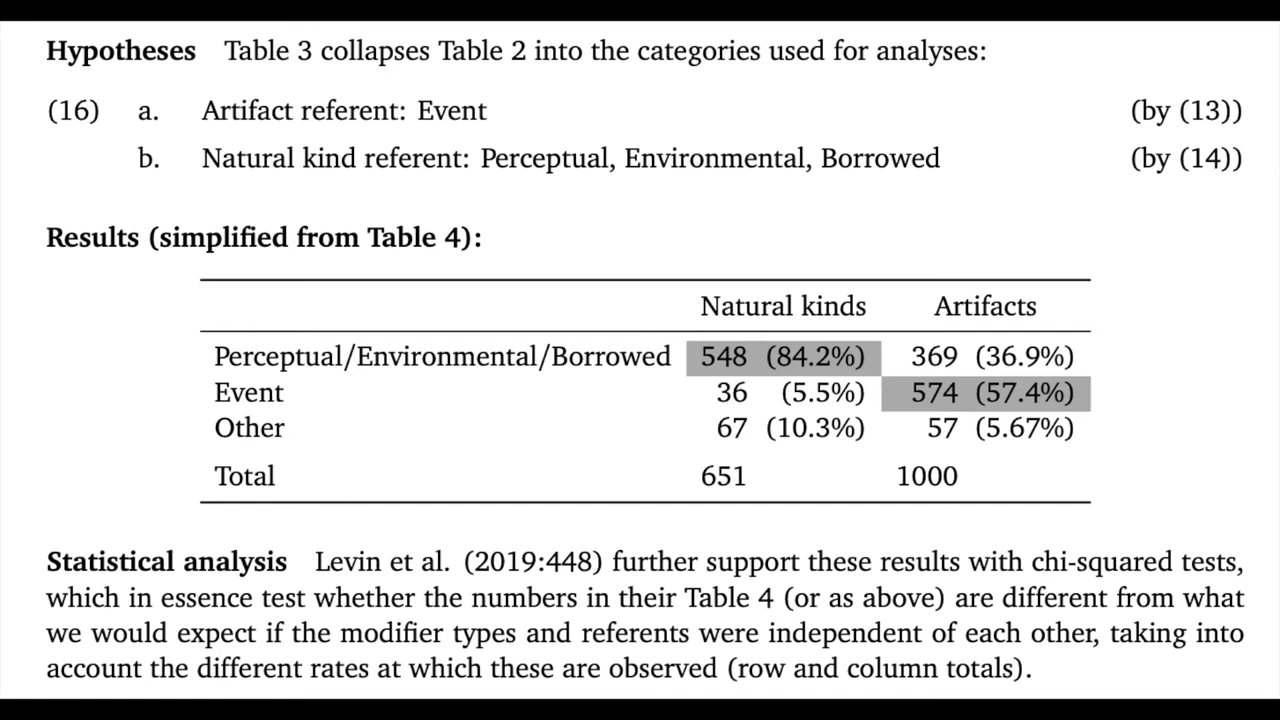 Hypotheses Table 3 collapses Table 2 into the categories used for analyses:
(16) a. Artifact referent: Event (by (13))
b. Natural kind referent: Perceptual, Environmental, Borrowed (by (14))
Results (simplified from Table 4):
Natural kinds Artifacts
Perceptual/Environmental/Borrowed 548 (84.2%) 369 (36.9%)
Event 36 (5.5%) 574 (57.4%)
Other 67 (10.3%) 57 (5.67%)
Total 651 1000
Statistical analysis Levin et al. (2019:448) further support these results with chi-squared tests,
which in essence test whether the numbers in their Table 4 (or as above) are different from what
we would expect if the modifier types and referents were independent of each other, taking into
account the different rates at which these are observed (row and column totals).